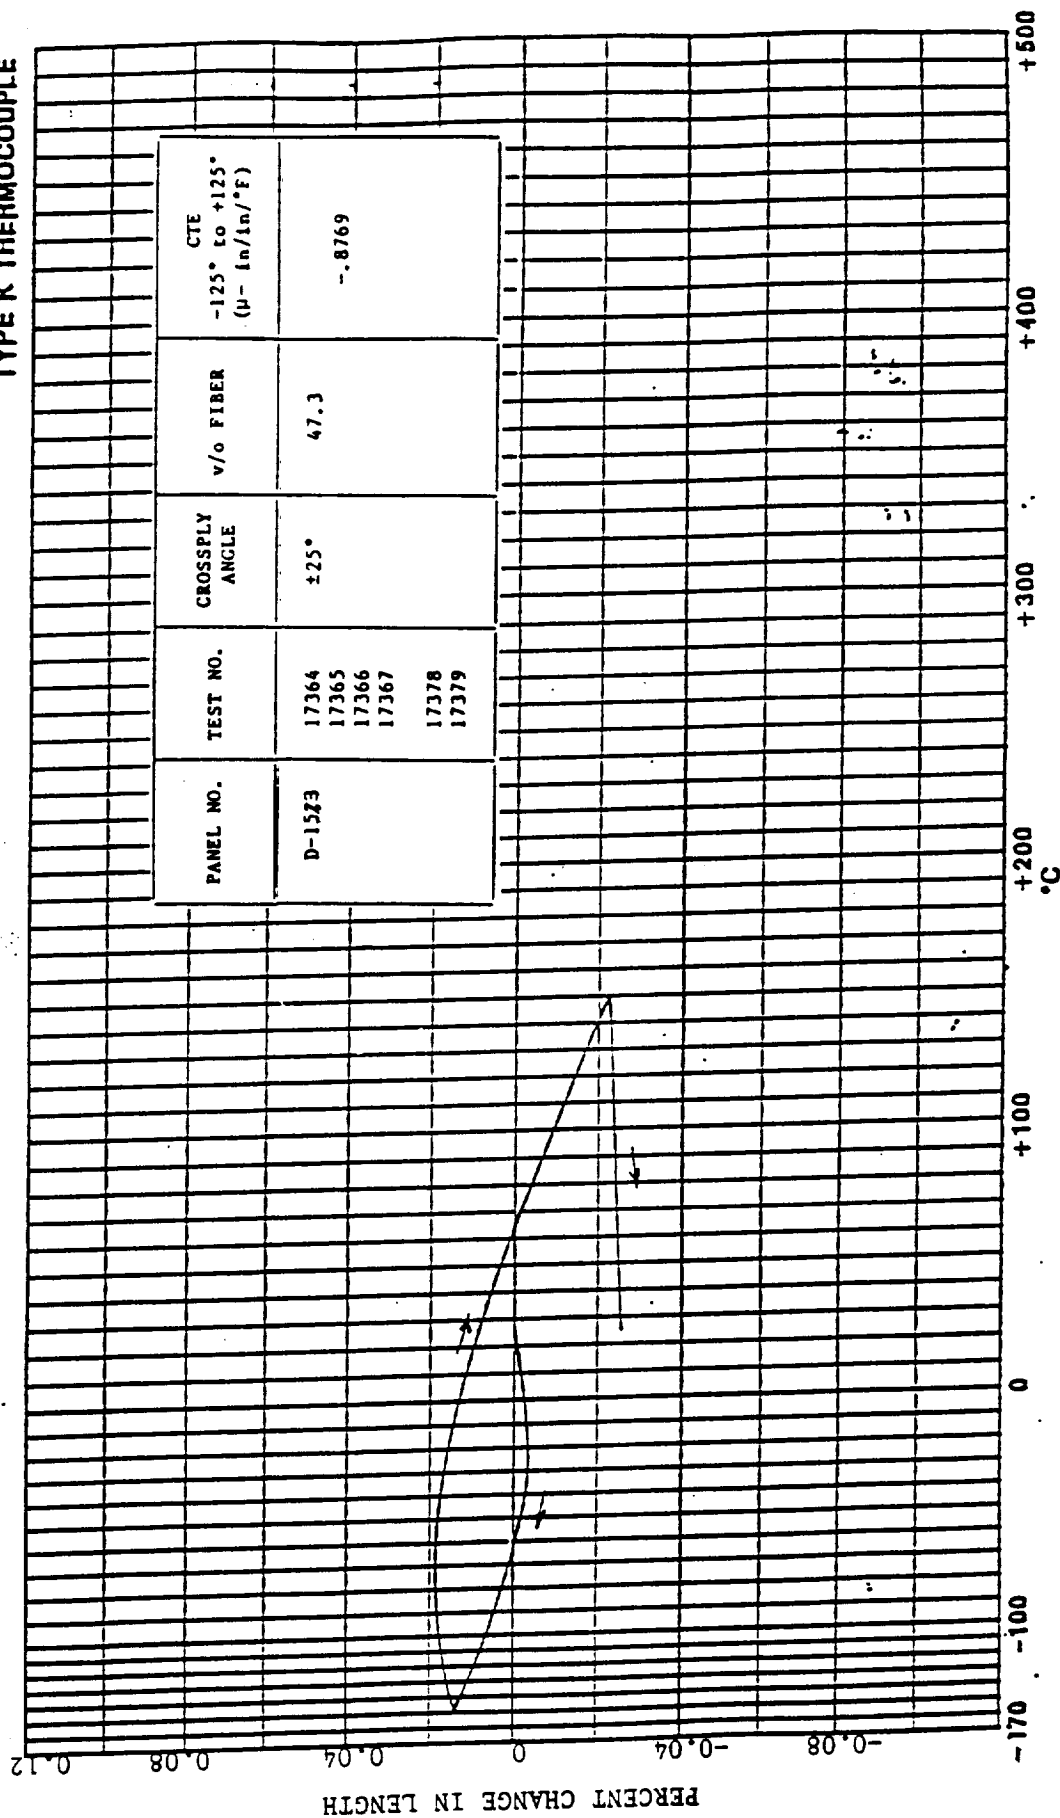 TYPE K THERMOCOUPLE
PANEL NO.
TEST NO.
CROSSPLY
ANGLE
v/o FIBER
CTE
-125° to +125°
(μ- in/in/°F)
D-1523
17364
17365
17366
17367
17378
17379
±25°
47.3
-.8769
PERCENT CHANGE IN LENGTH
0.12
0.08
0.04
0
-0.04
-0.08
-170
-100
0
+100
+200
+300
+400
+500
°C